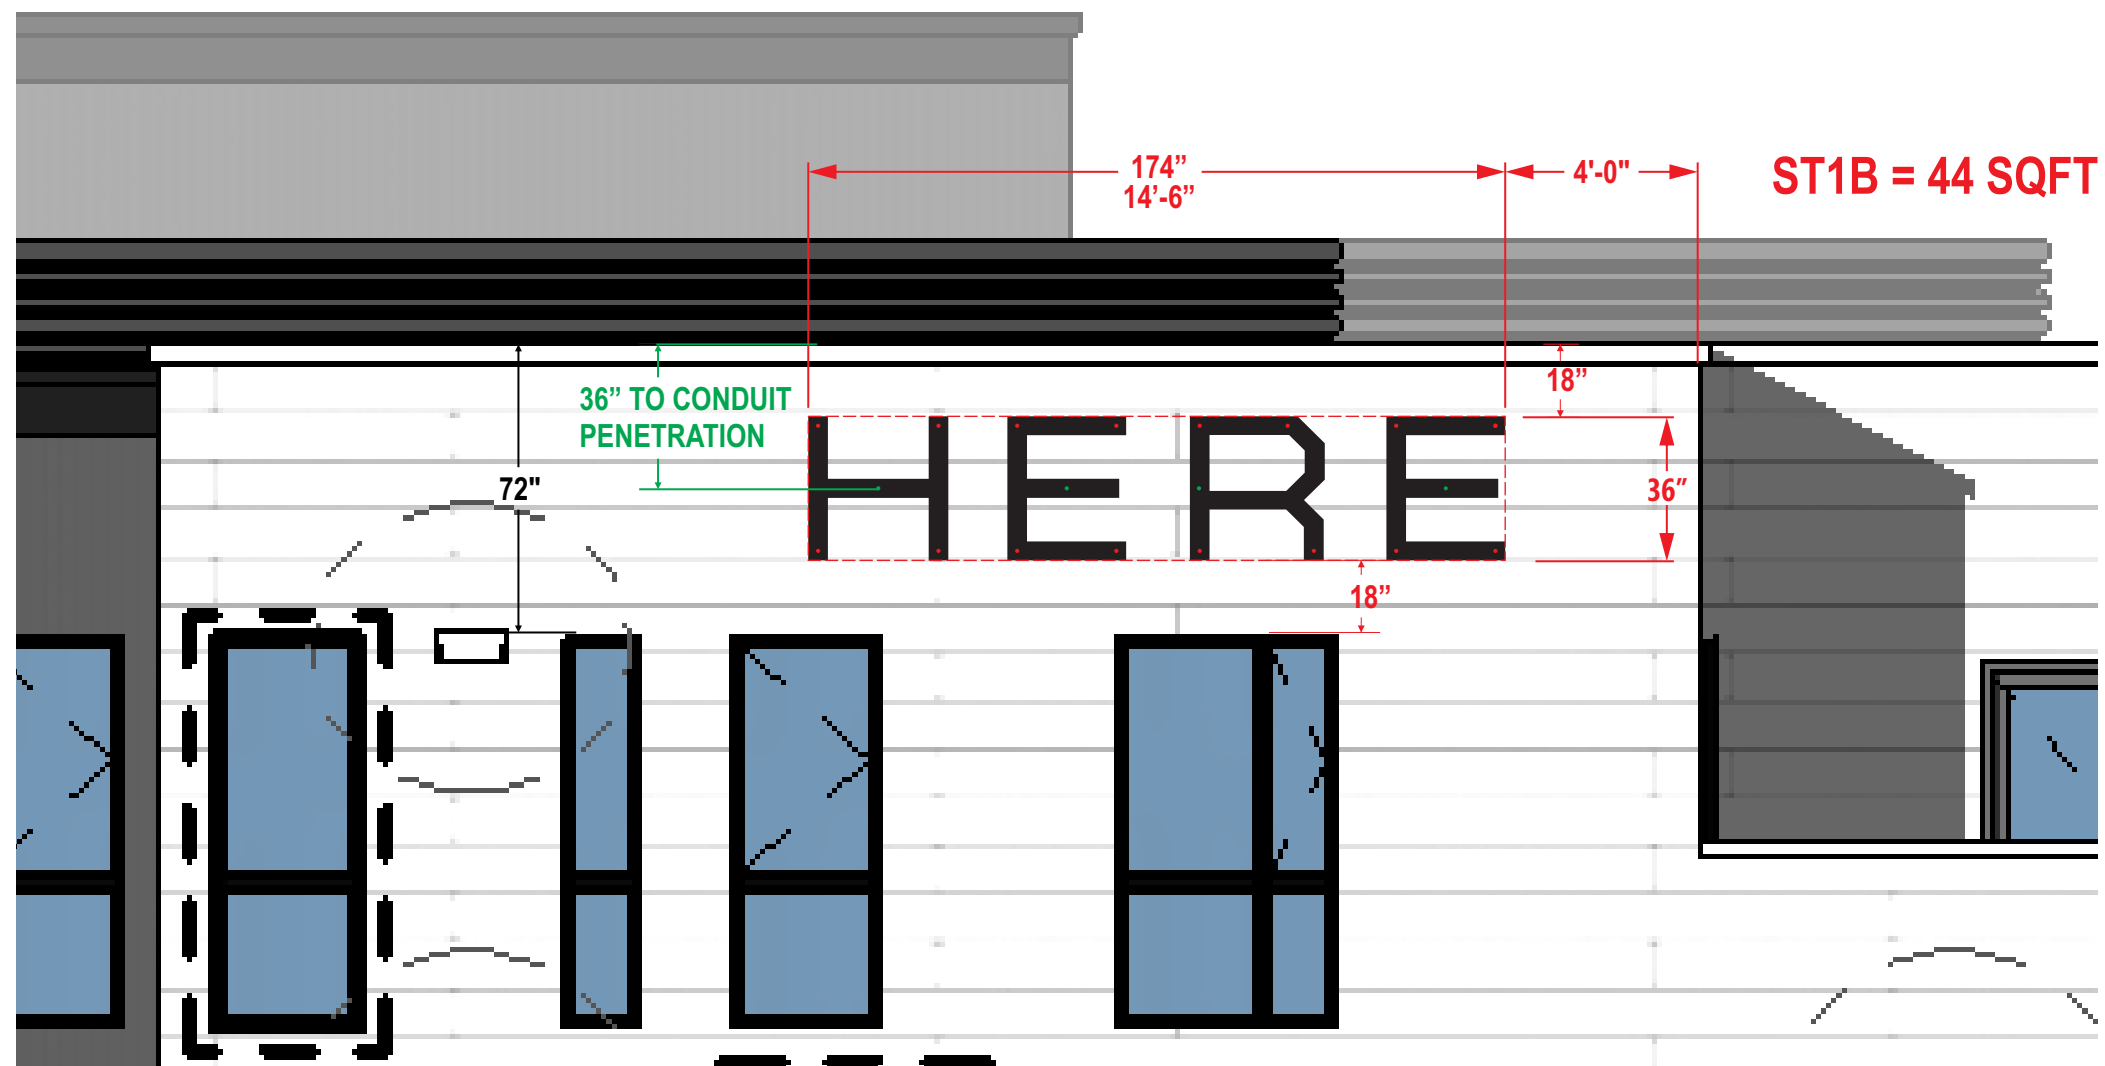 174”
14’-6”
4'-0"
ST1B = 44 SQFT
36” TO CONDUIT
PENETRATION
18”
72"
HERE
36”
18”